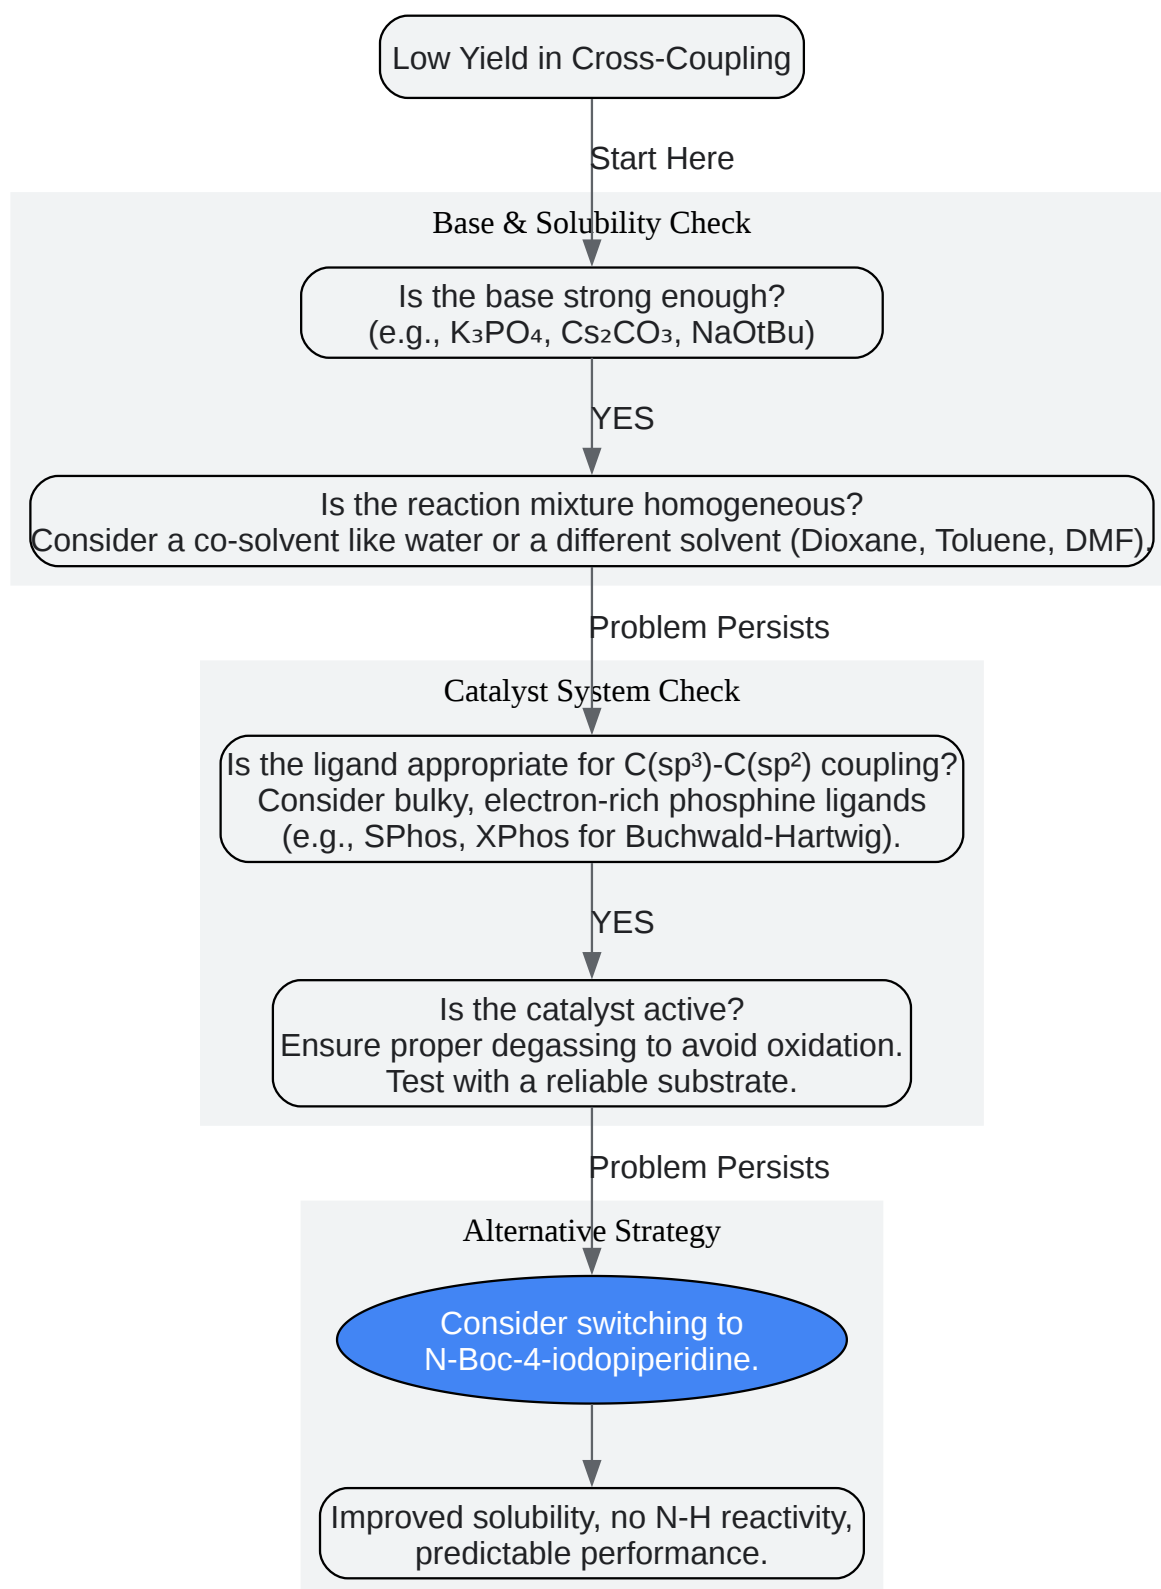 Low Yield in Cross-Coupling
Start Here
Base & Solubility Check
Is the base strong enough?
(e.g., K₃PO₄, Cs₂CO₃, NaOtBu)
YES
Is the reaction mixture homogeneous?
Consider a co-solvent like water or a different solvent (Dioxane, Toluene, DMF).
Problem Persists
Catalyst System Check
Is the ligand appropriate for C(sp³)-C(sp²) coupling?
Consider bulky, electron-rich phosphine ligands
(e.g., SPhos, XPhos for Buchwald-Hartwig).
YES
Is the catalyst active?
Ensure proper degassing to avoid oxidation.
Test with a reliable substrate.
Problem Persists
Alternative Strategy
Consider switching to
N-Boc-4-iodopiperidine.
Improved solubility, no N-H reactivity,
predictable performance.